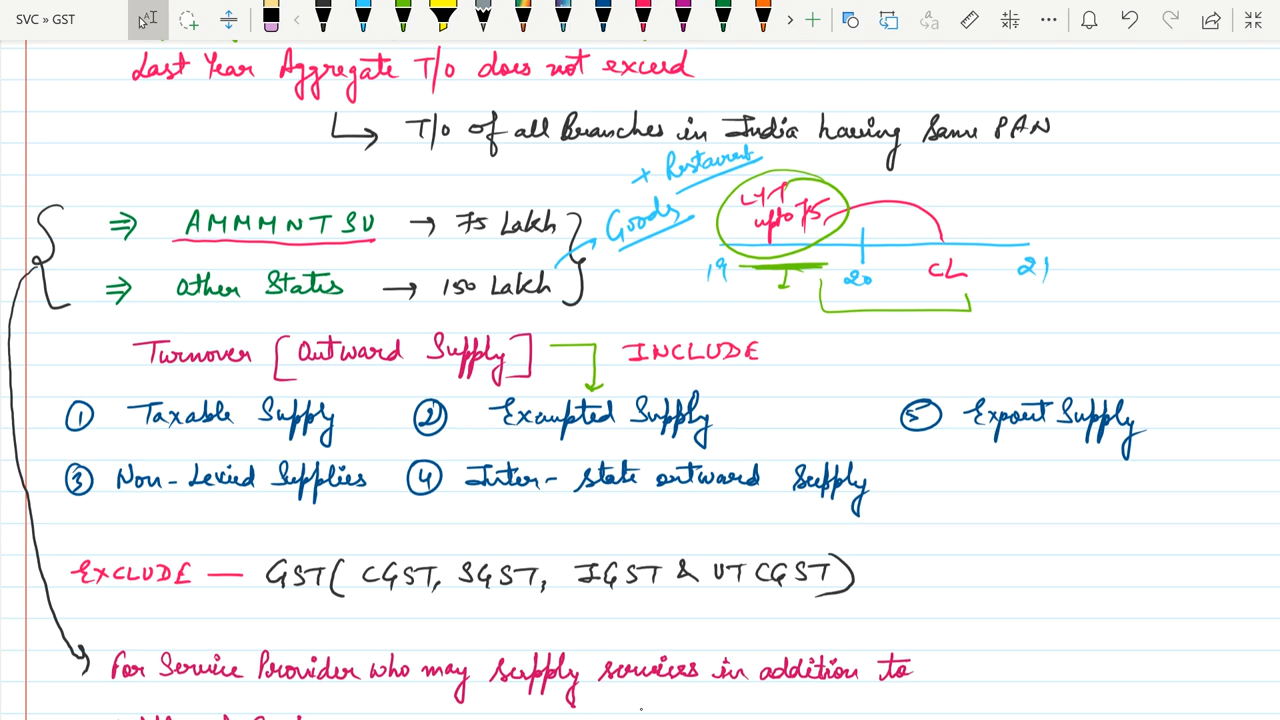 SVC » GST
Last Year Aggregate T/o does not exceed
T/o of all Branches in India having Same PAN
+ Restaurent
AMMMNTSU → 75 Lakh
Goods
LYT upto 75
Other States → 150 Lakh
19 I 20 CL 21
Turnover [Outward Supply] INCLUDE
① Taxable Supply ② Exempted Supply ⑤ Export Supply
③ Non-Levied Supplies ④ Inter-State outward Supply
EXCLUDE — GST( CGST, SGST, IGST & UTCGST)
For Service Provider who may supply services in addition to